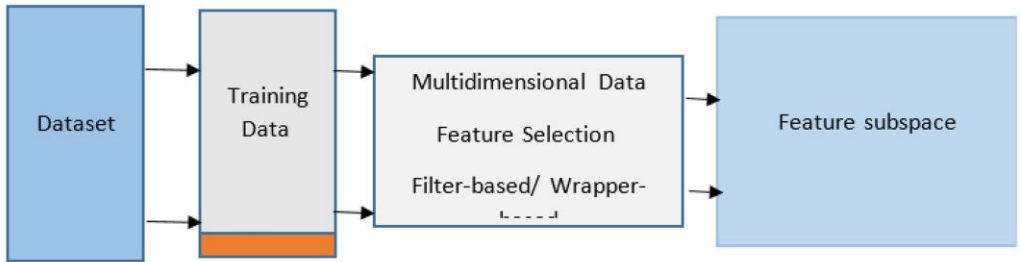 Dataset
Training
Data
Multidimensional Data
Feature Selection
Filter-based/ Wrapper-
Feature subspace